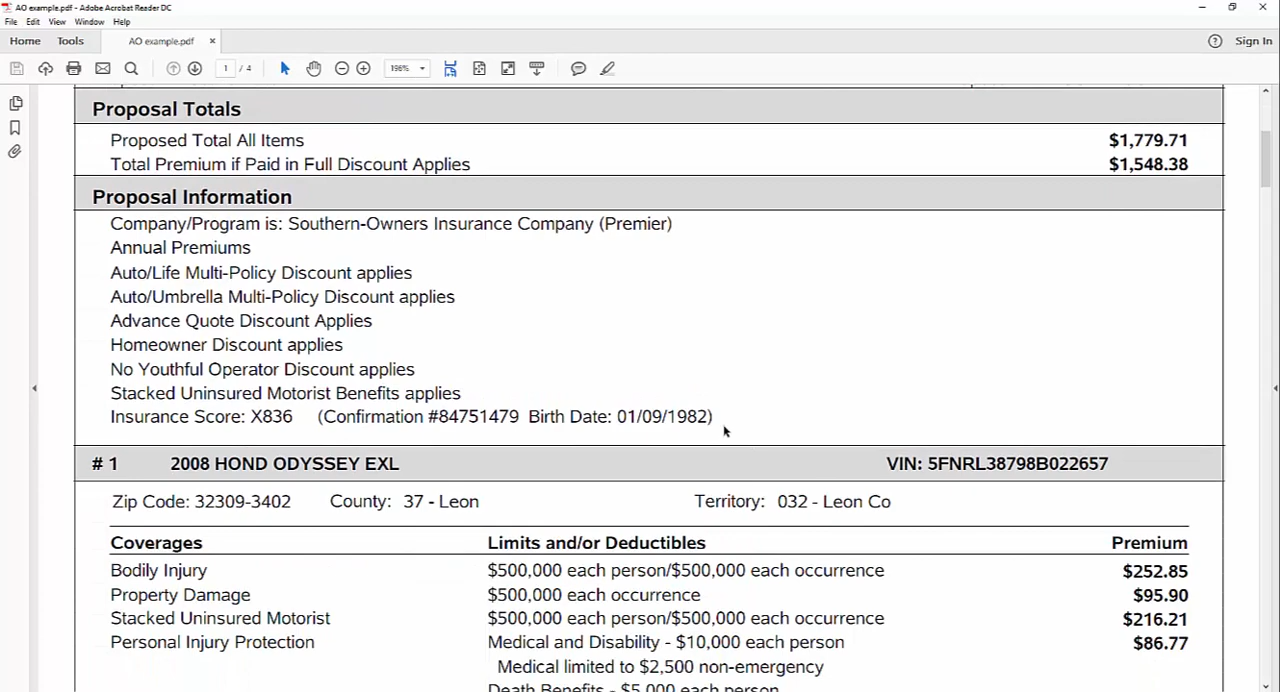 AO example.pdf - Adobe Acrobat Reader DC
File Edit View Window Help
Home Tools AO example.pdf × Sign In
1 / 4 196%
Proposal Totals
Proposed Total All Items $1,779.71
Total Premium if Paid in Full Discount Applies $1,548.38
Proposal Information
Company/Program is: Southern-Owners Insurance Company (Premier)
Annual Premiums
Auto/Life Multi-Policy Discount applies
Auto/Umbrella Multi-Policy Discount applies
Advance Quote Discount Applies
Homeowner Discount applies
No Youthful Operator Discount applies
Stacked Uninsured Motorist Benefits applies
Insurance Score: X836 (Confirmation #84751479 Birth Date: 01/09/1982)
# 1 2008 HOND ODYSSEY EXL VIN: 5FNRL38798B022657
Zip Code: 32309-3402 County: 37 - Leon Territory: 032 - Leon Co
Coverages Limits and/or Deductibles Premium
Bodily Injury $500,000 each person/$500,000 each occurrence $252.85
Property Damage $500,000 each occurrence $95.90
Stacked Uninsured Motorist $500,000 each person/$500,000 each occurrence $216.21
Personal Injury Protection Medical and Disability - $10,000 each person $86.77
Medical limited to $2,500 non-emergency
Death Benefits - $5,000 each person